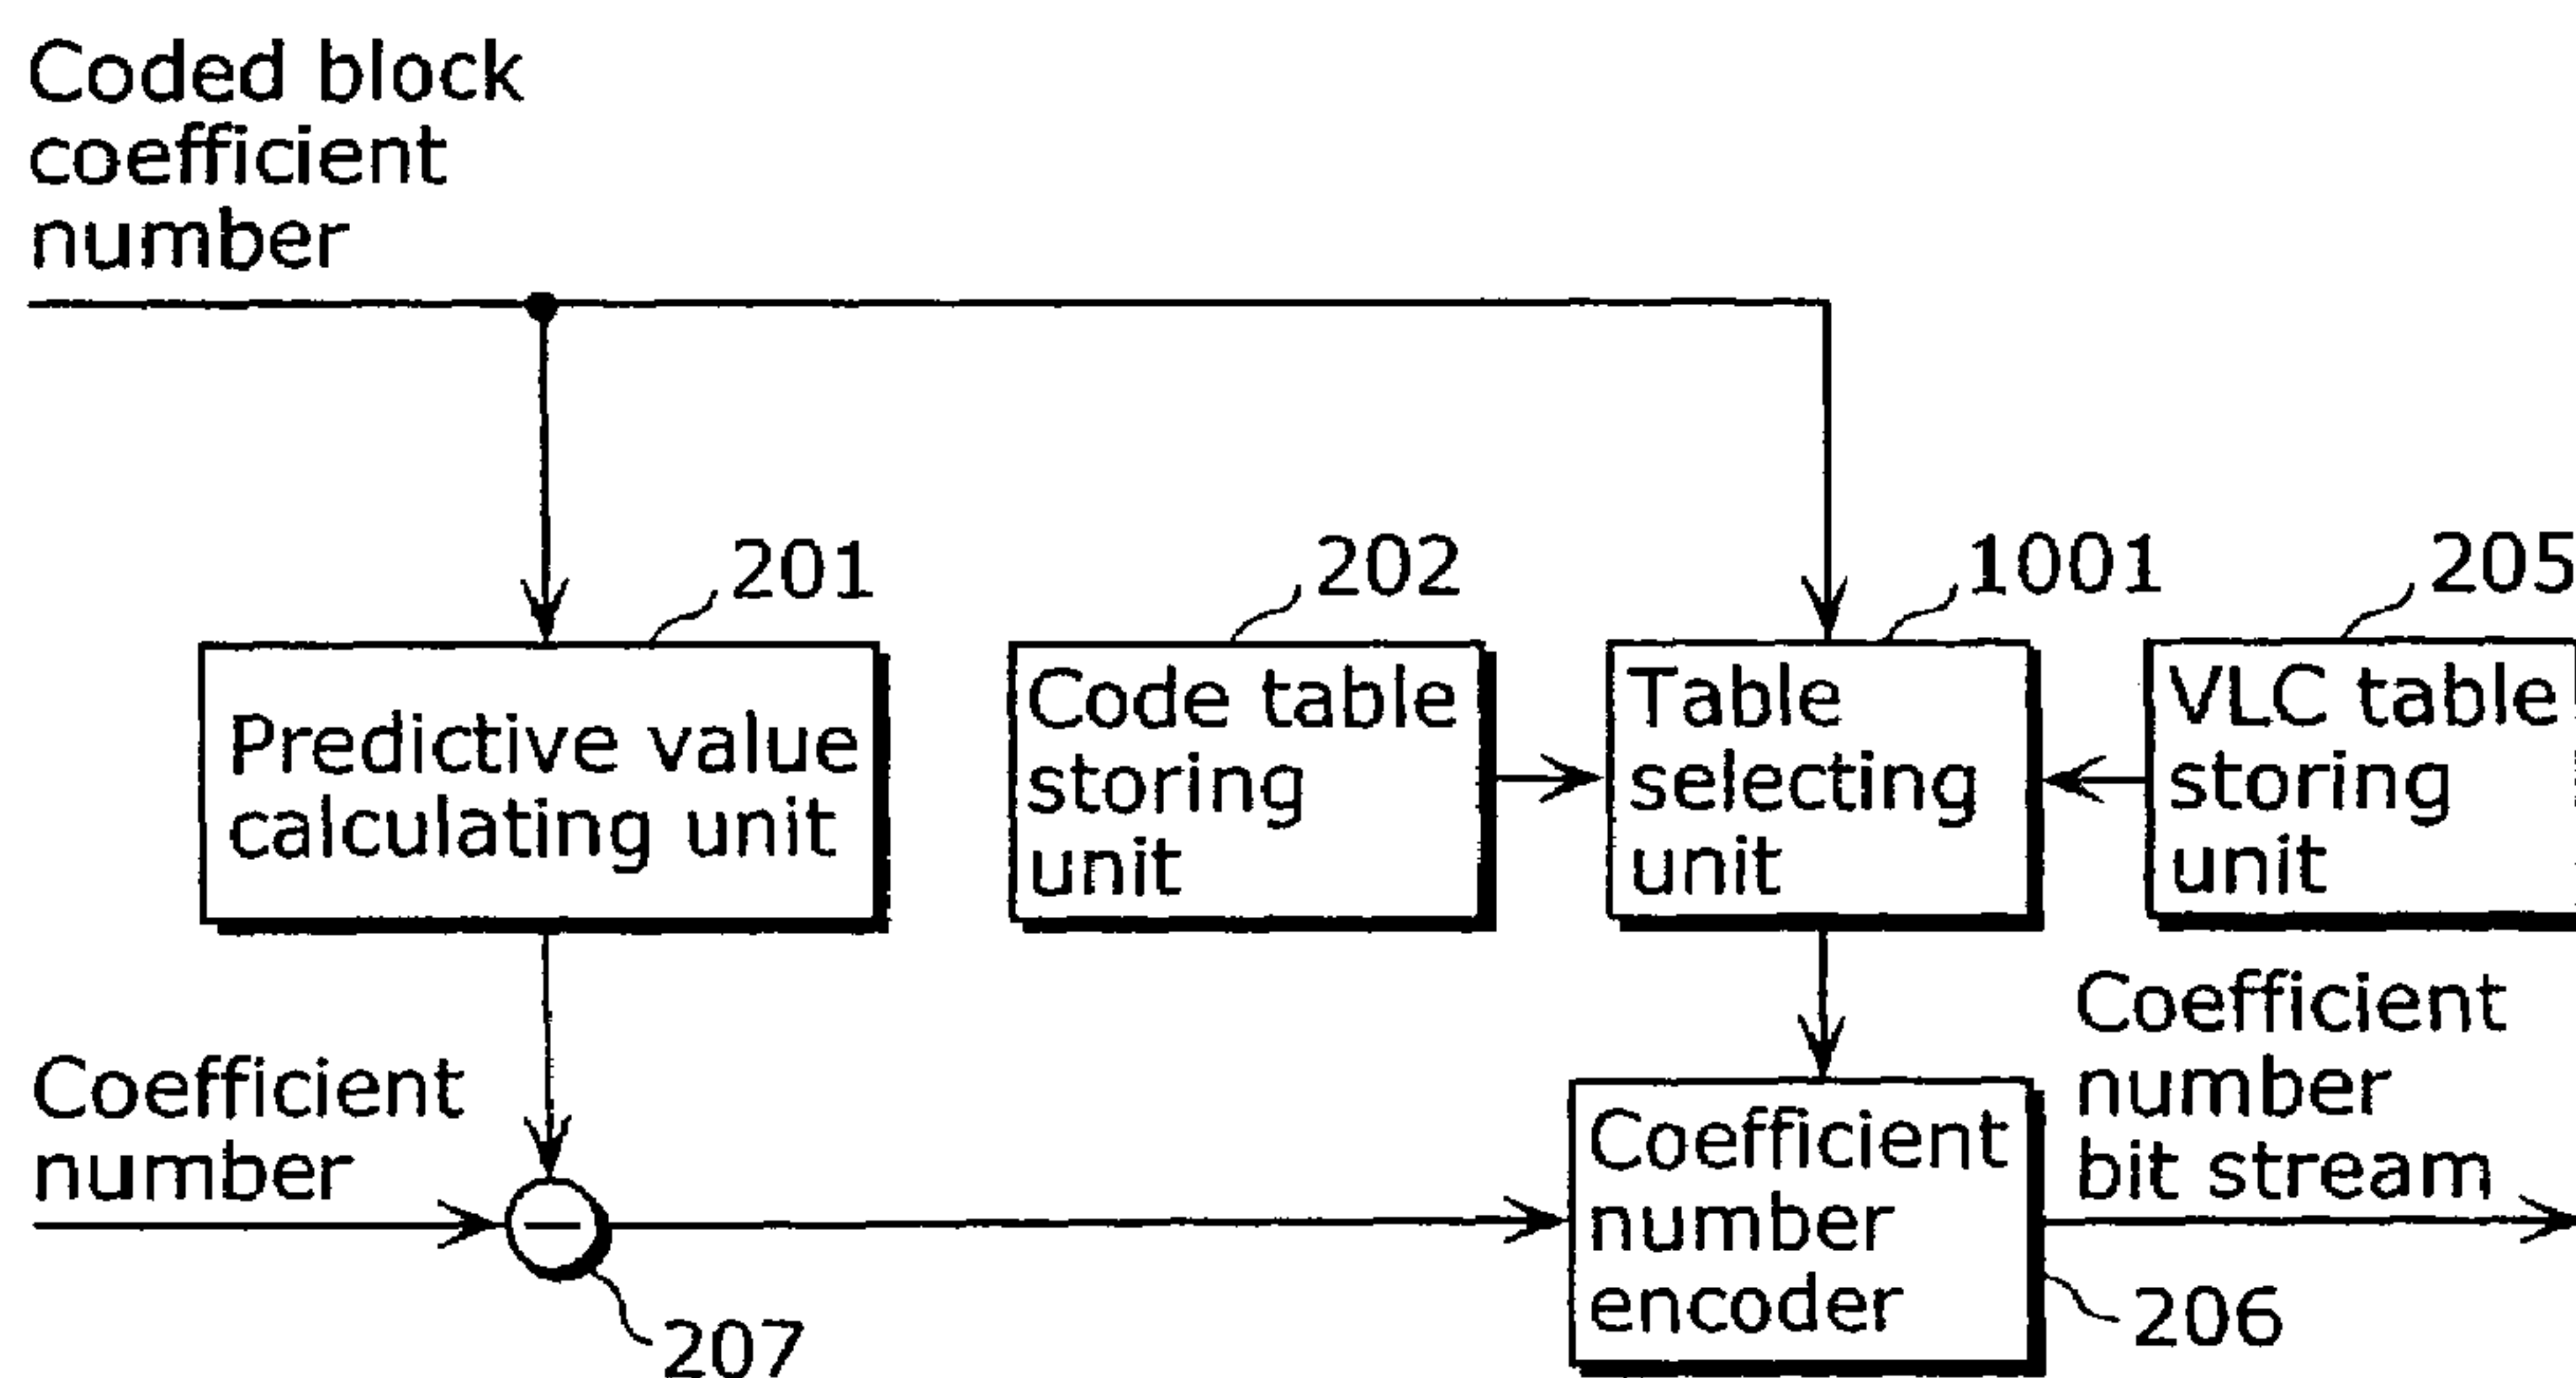 Coded block
coefficient
number
201
202
1001
205
Predictive value
calculating unit
Code table
storing
unit
Table
selecting
unit
VLC table
storing
unit
Coefficient
number
207
Coefficient
number
encoder
206
Coefficient
number
bit stream